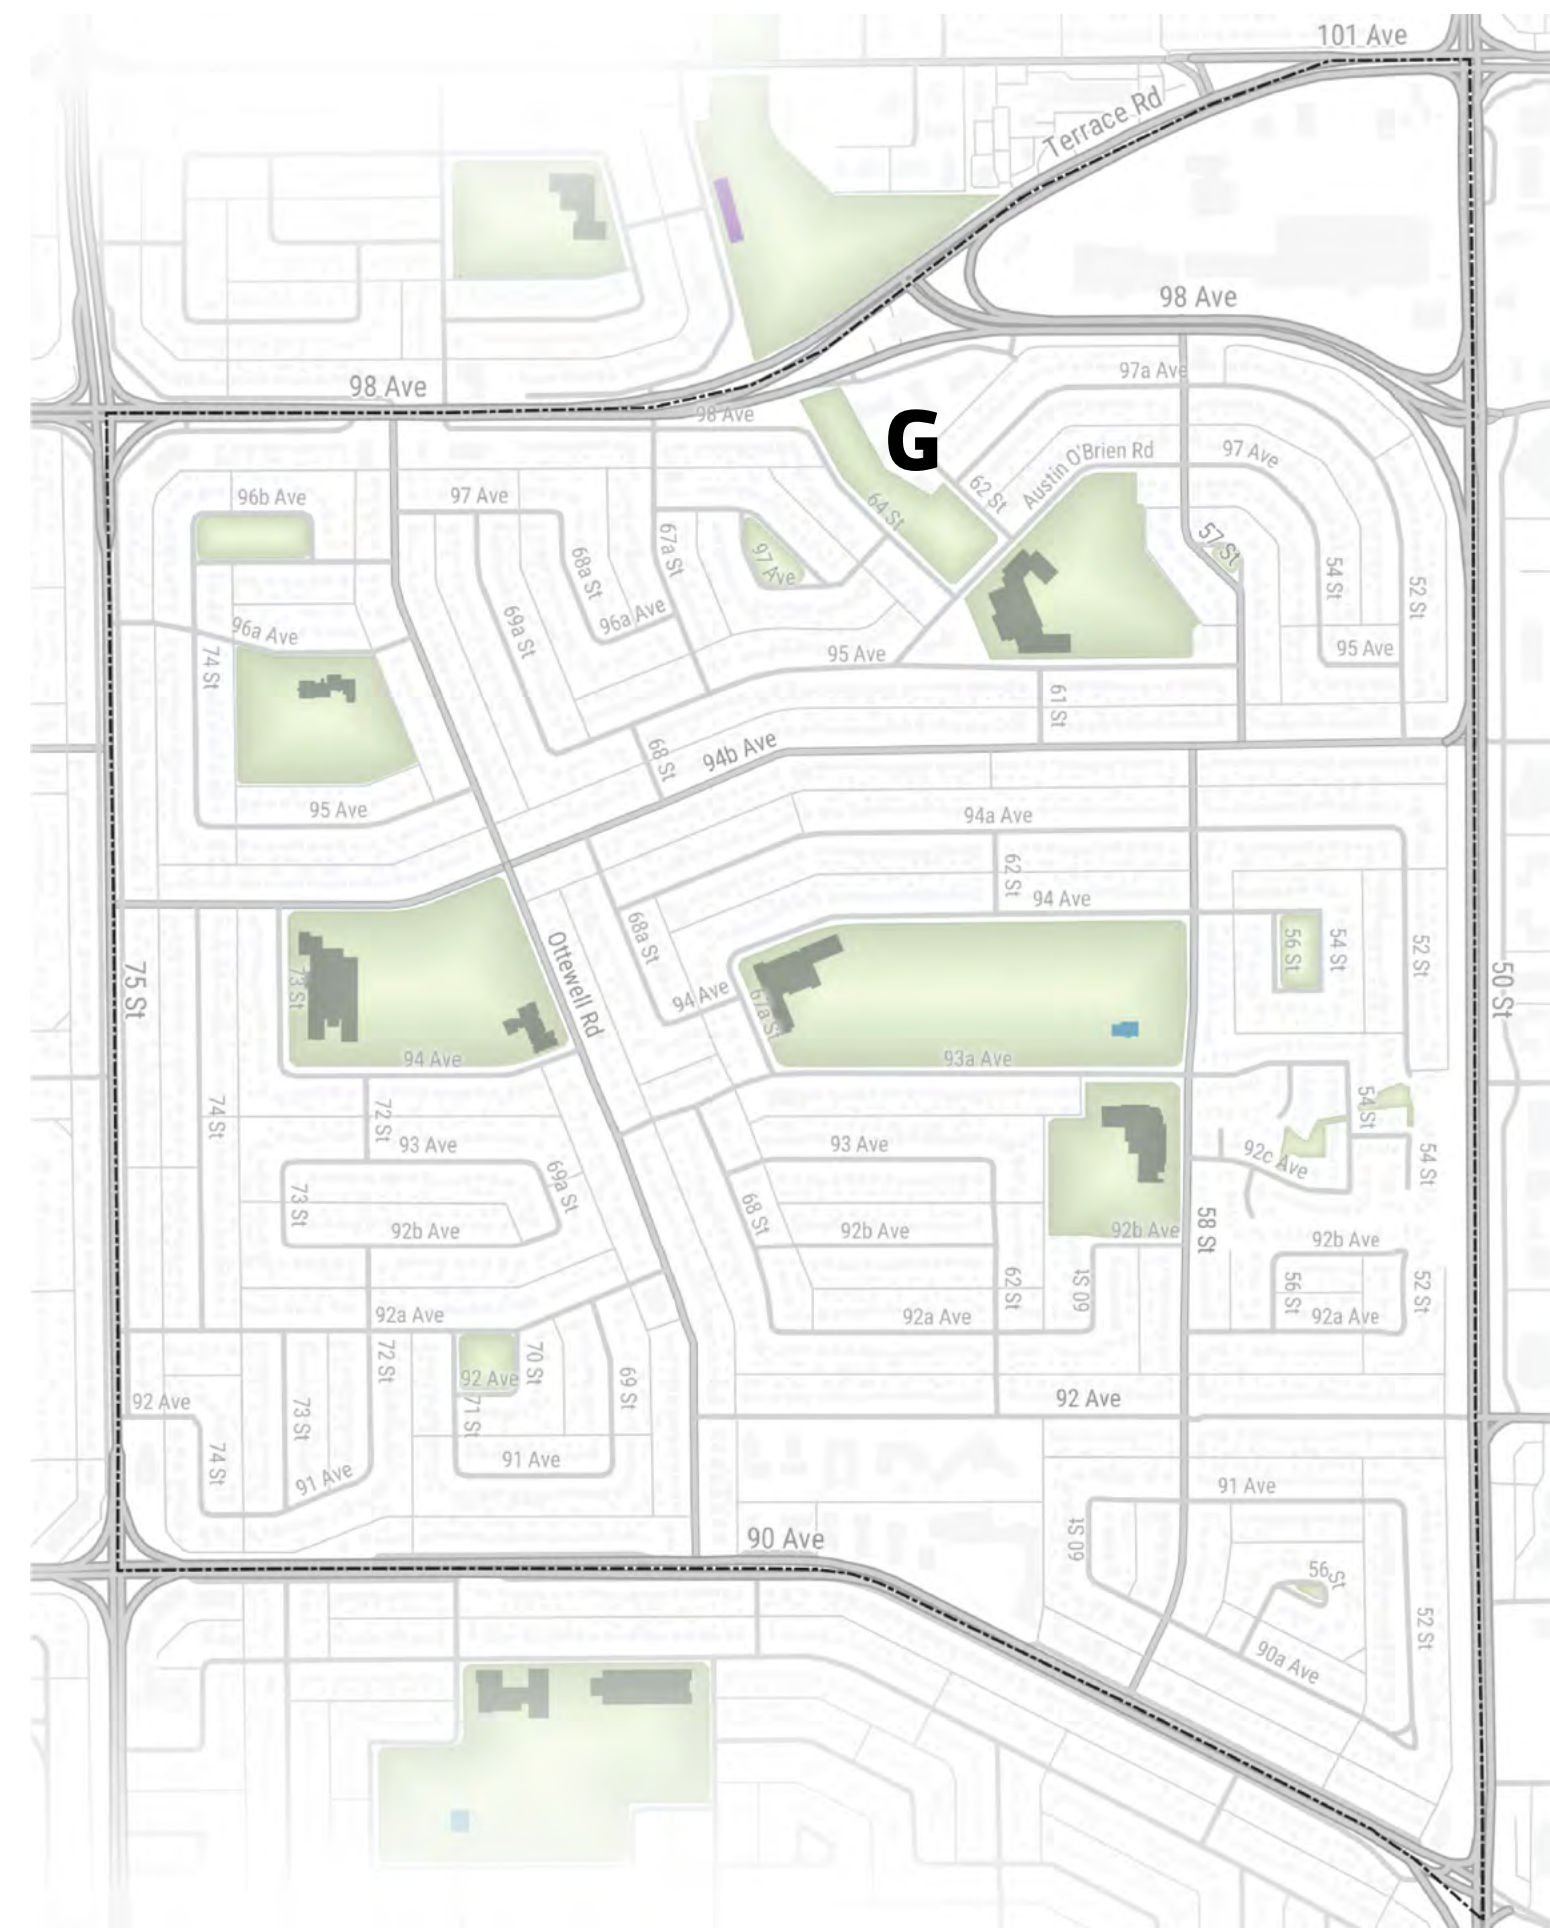 101 Ave
Terrace Rd
98 Ave
97a Ave
98 Ave
98 Ave
G
Austin O'Brien Rd
97 Ave
96b Ave
97 Ave
62 St
64 St
67a St
57 St
97 Ave
68a St
54 St
52 St
96a Ave
69a St
96a Ave
95 Ave
95 Ave
74 St
61 St
94b Ave
68 St
95 Ave
94a Ave
62 St
94 Ave
68a St
56 St
54 St
52 St
Ottewell Rd
75 St
73 St
94 Ave
67a St
50 St
94 Ave
93a Ave
74 St
72 St
54 St
93 Ave
93 Ave
92c Ave
54 St
69a St
73 St
68 St
58 St
92b Ave
92b Ave
92b Ave
92b Ave
62 St
60 St
56 St
52 St
92a Ave
92a Ave
92a Ave
72 St
70 St
92 Ave
69 St
92 Ave
92 Ave
71 St
73 St
74 St
91 Ave
91 Ave
91 Ave
90 Ave
60 St
56 St
52 St
90a Ave